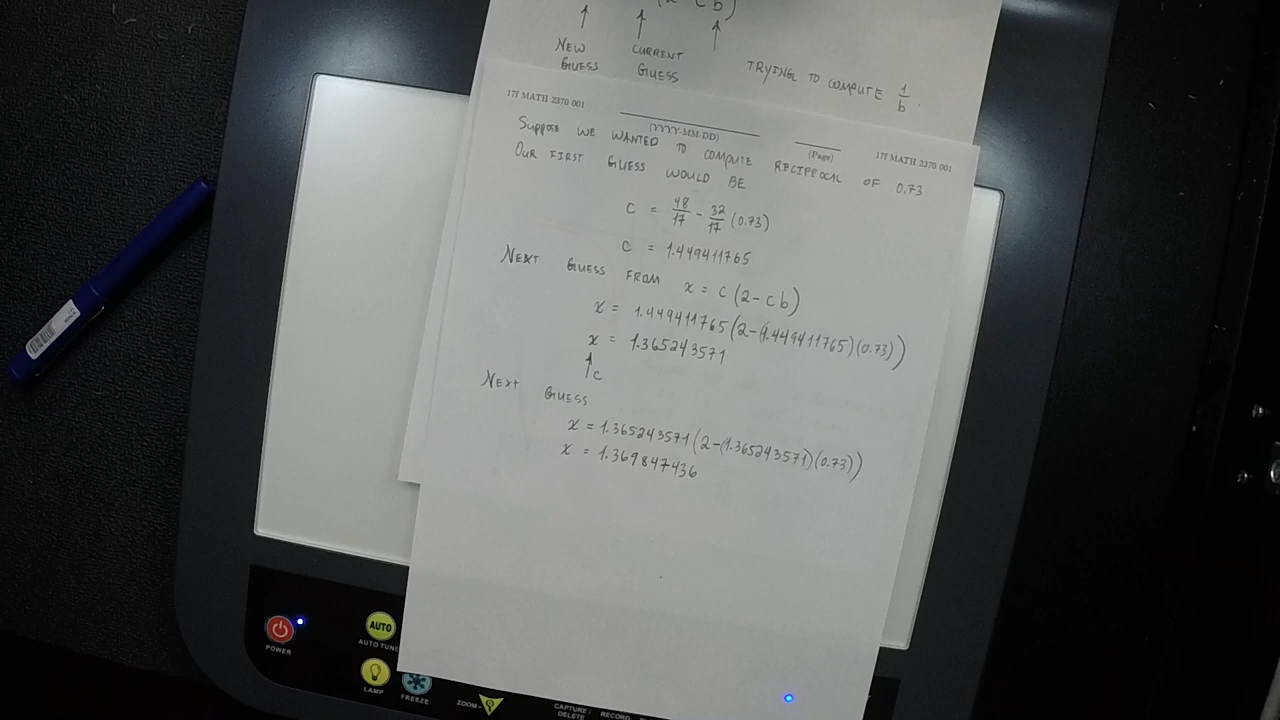 NEW
GUESS
CURRENT
GUESS
TRYING TO COMPUTE 1/b.
17f MATH 2370 001
(YYYY-MM-DD)
(Page)
17f MATH 2370 001
SUPPOSE WE WANTED TO COMPUTE RECIPROCAL OF 0.73
OUR FIRST GUESS WOULD BE
C = 48/17 - 32/17 (0.73)
C = 1.449411765
NEXT GUESS FROM x = C(2-Cb)
x = 1.449411765(2-(1.449411765)(0.73))
x = 1.365243571
↑C
NEXT GUESS
x = 1.365243571(2-(1.365243571)(0.73))
x = 1.369847436
POWER
AUTO
AUTO TUNE
LAMP
FREEZE
ZOOM -
CAPTURE /
DELETE
RECORD